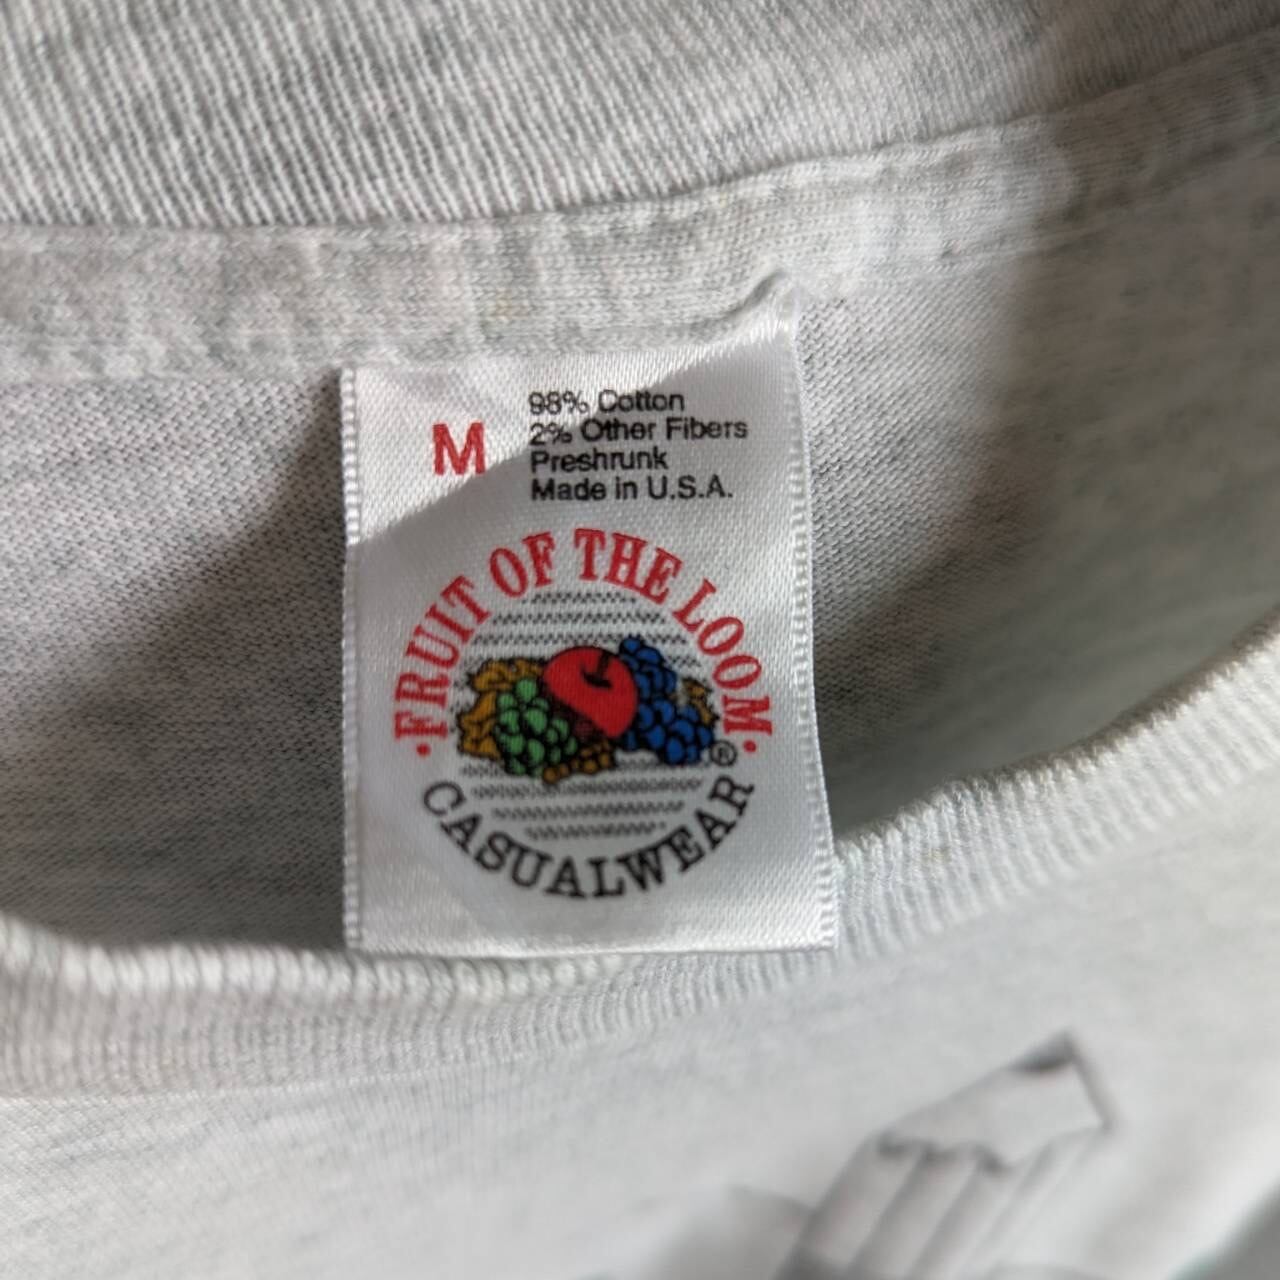 M
98% Cotton
2% Other Fibers
Preshrunk
Made in U.S.A.
·FRUIT OF THE LOOM·
®
CASUALWEAR